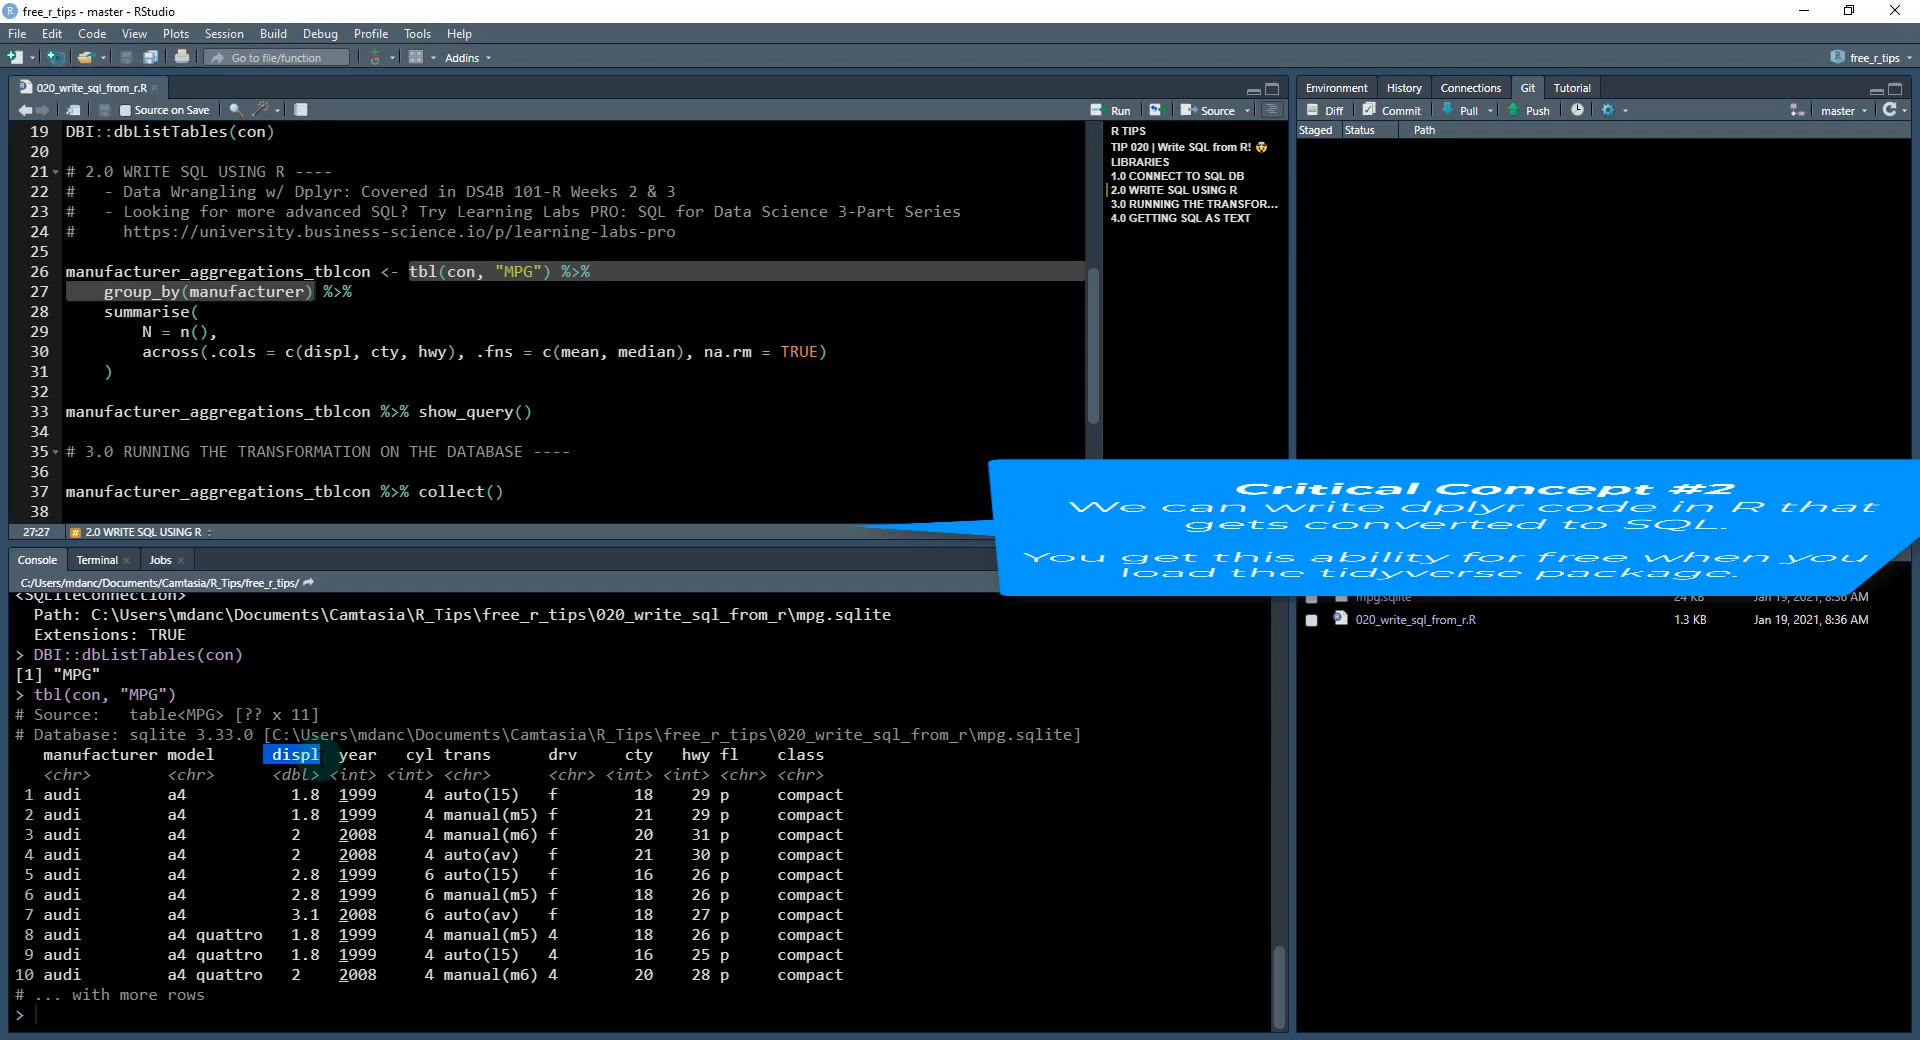 free_r_tips - master - RStudio
File Edit Code View Plots Session Build Debug Profile Tools Help
Go to file/function Addins free_r_tips
020_write_sql_from_r.R
Source on Save Run Source
19 DBI::dbListTables(con)
20
21 # 2.0 WRITE SQL USING R ----
22 #   - Data Wrangling w/ Dplyr: Covered in DS4B 101-R Weeks 2 & 3
23 #   - Looking for more advanced SQL? Try Learning Labs PRO: SQL for Data Science 3-Part Series
24 #     https://university.business-science.io/p/learning-labs-pro
25
26 manufacturer_aggregations_tblcon <- tbl(con, "MPG") %>%
27     group_by(manufacturer) %>%
28     summarise(
29         N = n(),
30         across(.cols = c(displ, cty, hwy), .fns = c(mean, median), na.rm = TRUE)
31     )
32
33 manufacturer_aggregations_tblcon %>% show_query()
34
35 # 3.0 RUNNING THE TRANSFORMATION ON THE DATABASE ----
36
37 manufacturer_aggregations_tblcon %>% collect()
38
27:27 # 2.0 WRITE SQL USING R
R TIPS
TIP 020 | Write SQL from R! 🤯
LIBRARIES
1.0 CONNECT TO SQL DB
2.0 WRITE SQL USING R
3.0 RUNNING THE TRANSFOR...
4.0 GETTING SQL AS TEXT
Environment History Connections Git Tutorial
Diff Commit Pull Push master
Staged Status Path
Critical Concept #2
We can write dplyr code in R that
gets converted to SQL.
You get this ability for free when you
load the tidyverse package.
mpg.sqlite 24 KB Jan 19, 2021, 8:36 AM
020_write_sql_from_r.R 1.3 KB Jan 19, 2021, 8:36 AM
Console Terminal Jobs
C:/Users/mdanc/Documents/Camtasia/R_Tips/free_r_tips/
<SQLiteConnection>
  Path: C:\Users\mdanc\Documents\Camtasia\R_Tips\free_r_tips\020_write_sql_from_r\mpg.sqlite
  Extensions: TRUE
> DBI::dbListTables(con)
[1] "MPG"
> tbl(con, "MPG")
# Source:   table<MPG> [?? x 11]
# Database: sqlite 3.33.0 [C:\Users\mdanc\Documents\Camtasia\R_Tips\free_r_tips\020_write_sql_from_r\mpg.sqlite]
manufacturer model displ year cyl trans drv cty hwy fl class
<chr> <chr> <dbl> <int> <int> <chr> <chr> <int> <int> <chr> <chr>
1 audi a4 1.8 1999 4 auto(l5) f 18 29 p compact
2 audi a4 1.8 1999 4 manual(m5) f 21 29 p compact
3 audi a4 2 2008 4 manual(m6) f 20 31 p compact
4 audi a4 2 2008 4 auto(av) f 21 30 p compact
5 audi a4 2.8 1999 6 auto(l5) f 16 26 p compact
6 audi a4 2.8 1999 6 manual(m5) f 18 26 p compact
7 audi a4 3.1 2008 6 auto(av) f 18 27 p compact
8 audi a4 quattro 1.8 1999 4 manual(m5) 4 18 26 p compact
9 audi a4 quattro 1.8 1999 4 auto(l5) 4 16 25 p compact
10 audi a4 quattro 2 2008 4 manual(m6) 4 20 28 p compact
# ... with more rows
>